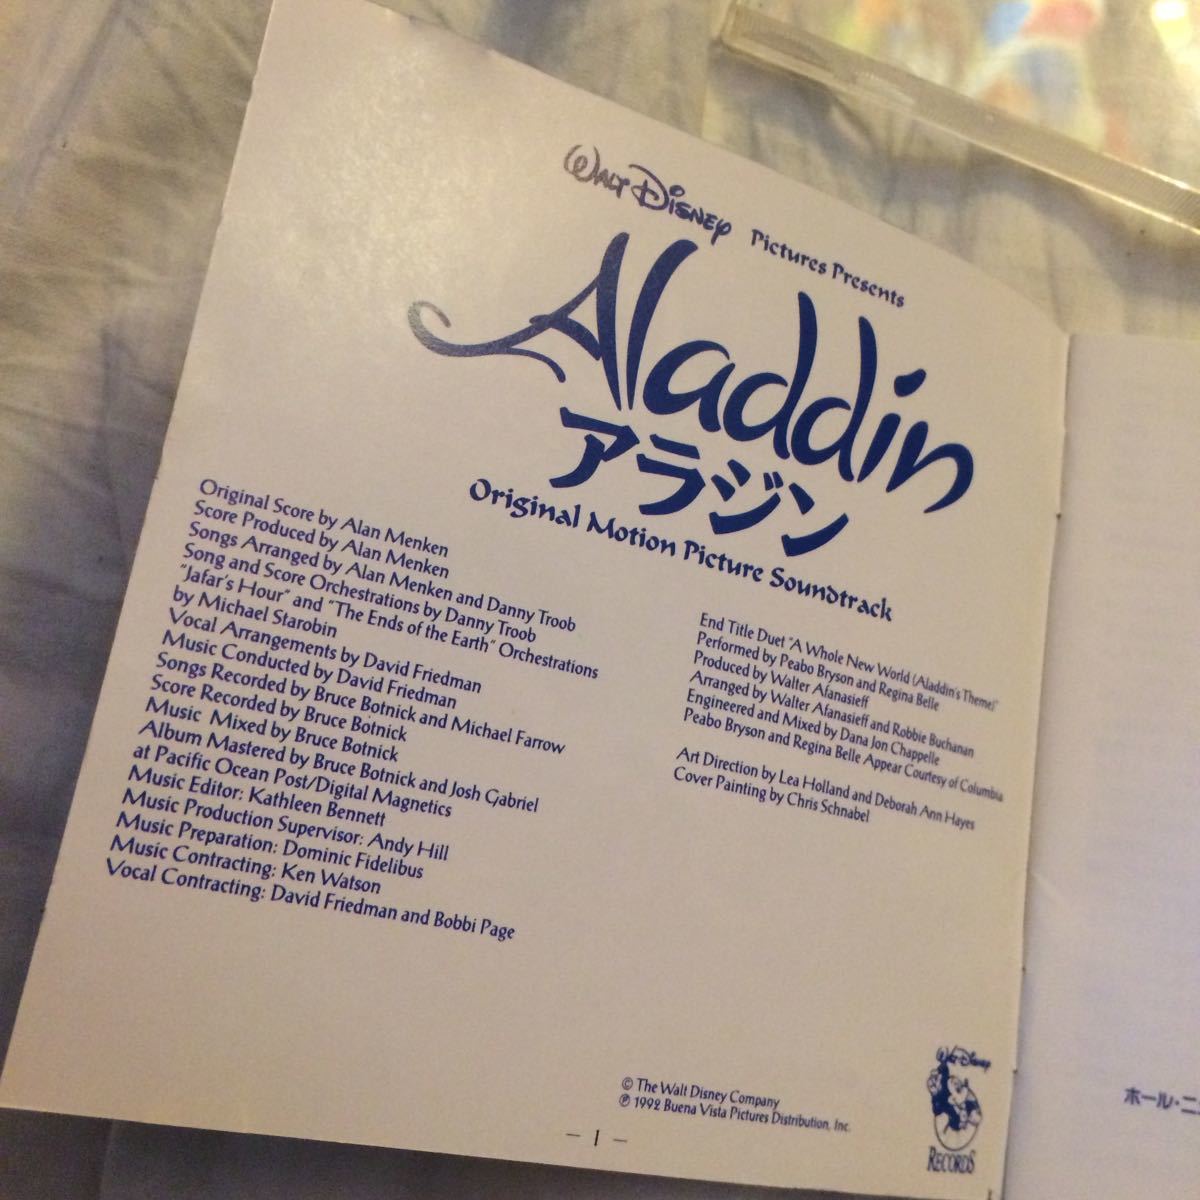 Walt Disney Pictures Presents
Aladdin
アラジン
Original Motion Picture Soundtrack
Original Score by Alan Menken
Score Produced by Alan Menken
Songs Arranged by Alan Menken and Danny Troob
Song and Score Orchestrations by Danny Troob
"Jafar's Hour" and "The Ends of the Earth" Orchestrations
by Michael Starobin
Vocal Arrangements by David Friedman
Music Conducted by David Friedman
Songs Recorded by Bruce Botnick and Michael Farrow
Score Recorded by Bruce Botnick
Music Mixed by Bruce Botnick
Album Mastered by Bruce Botnick and Josh Gabriel
at Pacific Ocean Post/Digital Magnetics
Music Editor: Kathleen Bennett
Music Production Supervisor: Andy Hill
Music Preparation: Dominic Fidelibus
Music Contracting: Ken Watson
Vocal Contracting: David Friedman and Bobbi Page
End Title Duet "A Whole New World (Aladdin's Theme)"
Performed by Peabo Bryson and Regina Belle
Produced by Walter Afanasieff
Arranged by Walter Afanasieff and Robbie Buchanan
Engineered and Mixed by Dana Jon Chappelle
Peabo Bryson and Regina Belle Appear Courtesy of Columbia
Art Direction by Lea Holland and Deborah Ann Hayes
Cover Painting by Chris Schnabel
© The Walt Disney Company
℗ 1992 Buena Vista Pictures Distribution, Inc.
– 1 –
Walt Disney
RECORDS
ホール・ニ